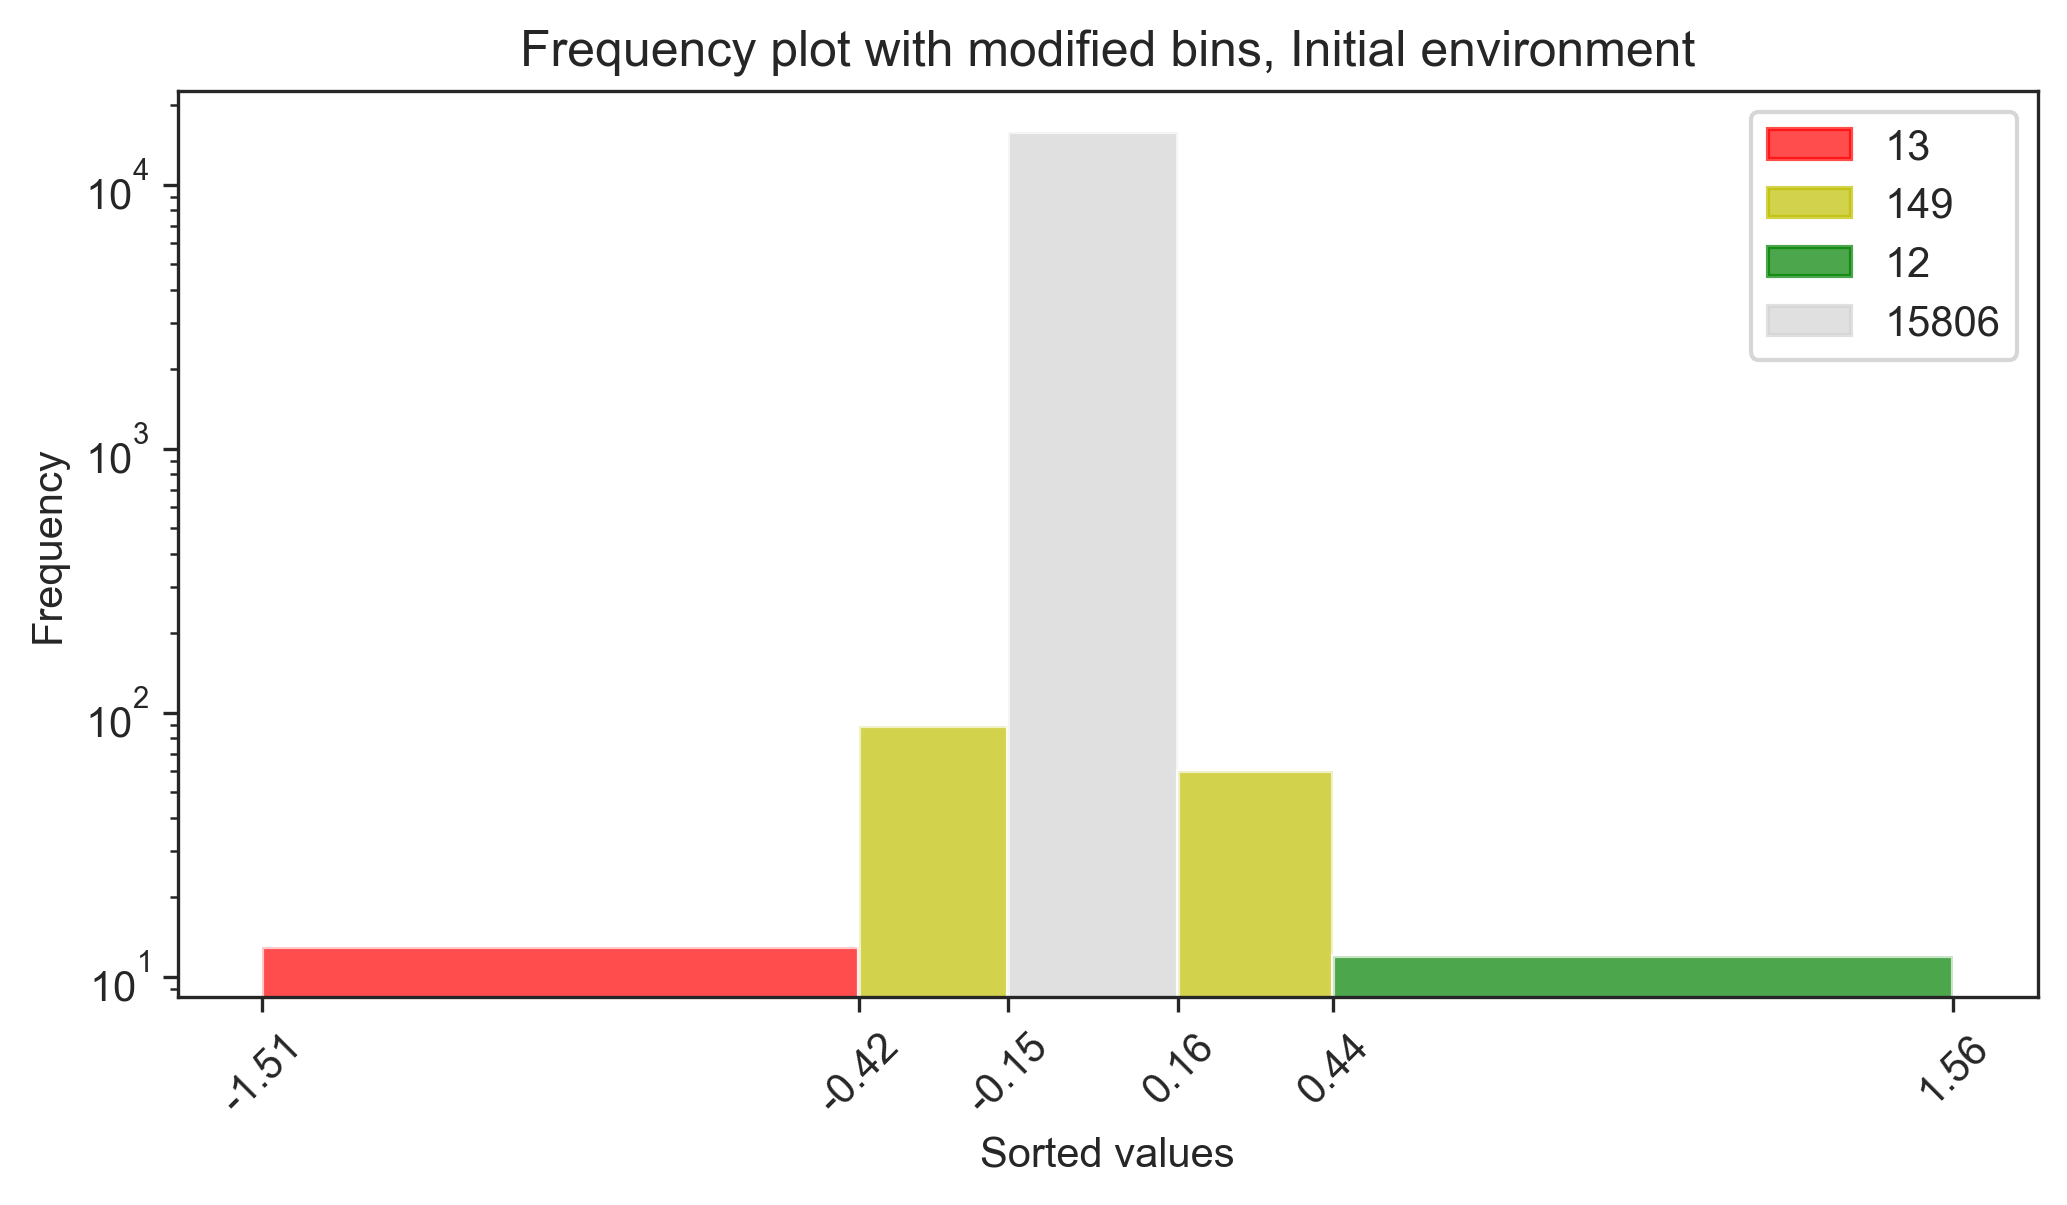 Frequency plot with modified bins, Initial environment
13
149
12
15806
Frequency
10^4
10^3
10^2
10^1
-1.51 -0.42 -0.15 0.16 0.44 1.56
Sorted values